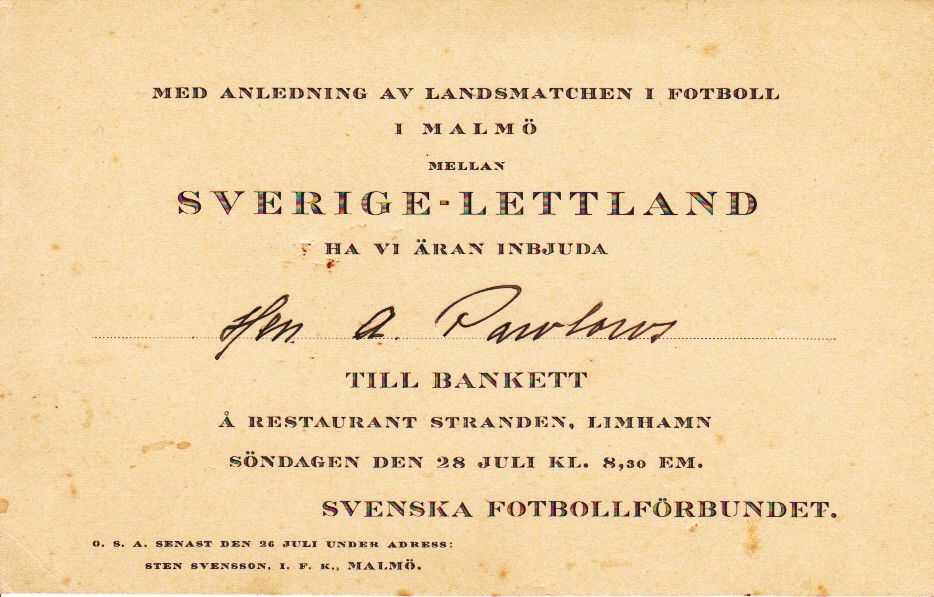 MED ANLEDNING AV LANDSMATCHEN I FOTBOLL
I MALMÖ
MELLAN
SVERIGE-LETTLAND
HA VI ÄRAN INBJUDA
Hrn A. Pawlows
TILL BANKETT
Å RESTAURANT STRANDEN, LIMHAMN
SÖNDAGEN DEN 28 JULI KL. 8,30 EM.
SVENSKA FOTBOLLFÖRBUNDET.
O. S. A. SENAST DEN 26 JULI UNDER ADRESS:
STEN SVENSSON, I. F. K., MALMÖ.